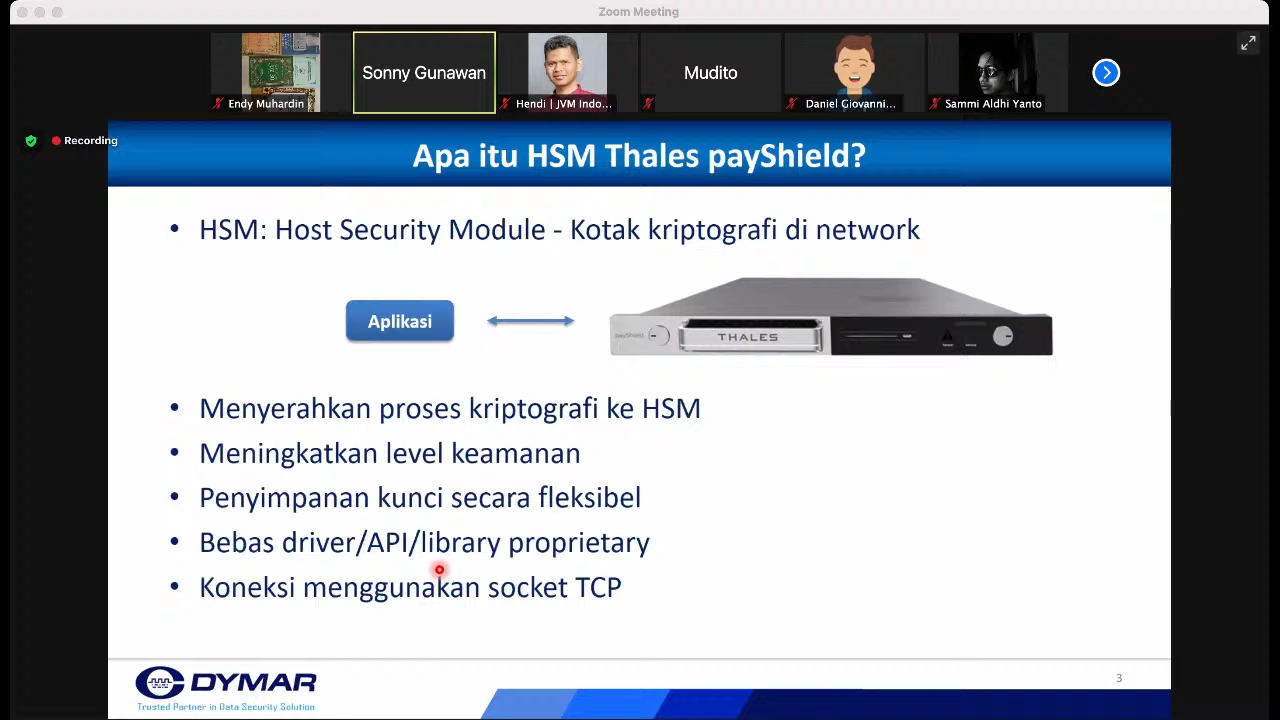 Zoom Meeting
Sonny Gunawan
Mudito
Endy Muhardin
Hendi | JVM Indo...
Daniel Giovanni...
Sammi Aldhi Yanto
Recording
Apa itu HSM Thales payShield?
• HSM: Host Security Module - Kotak kriptografi di network
Aplikasi
payShield
THALES
• Menyerahkan proses kriptografi ke HSM
• Meningkatkan level keamanan
• Penyimpanan kunci secara fleksibel
• Bebas driver/API/library proprietary
• Koneksi menggunakan socket TCP
DYMAR
Trusted Partner in Data Security Solution
3